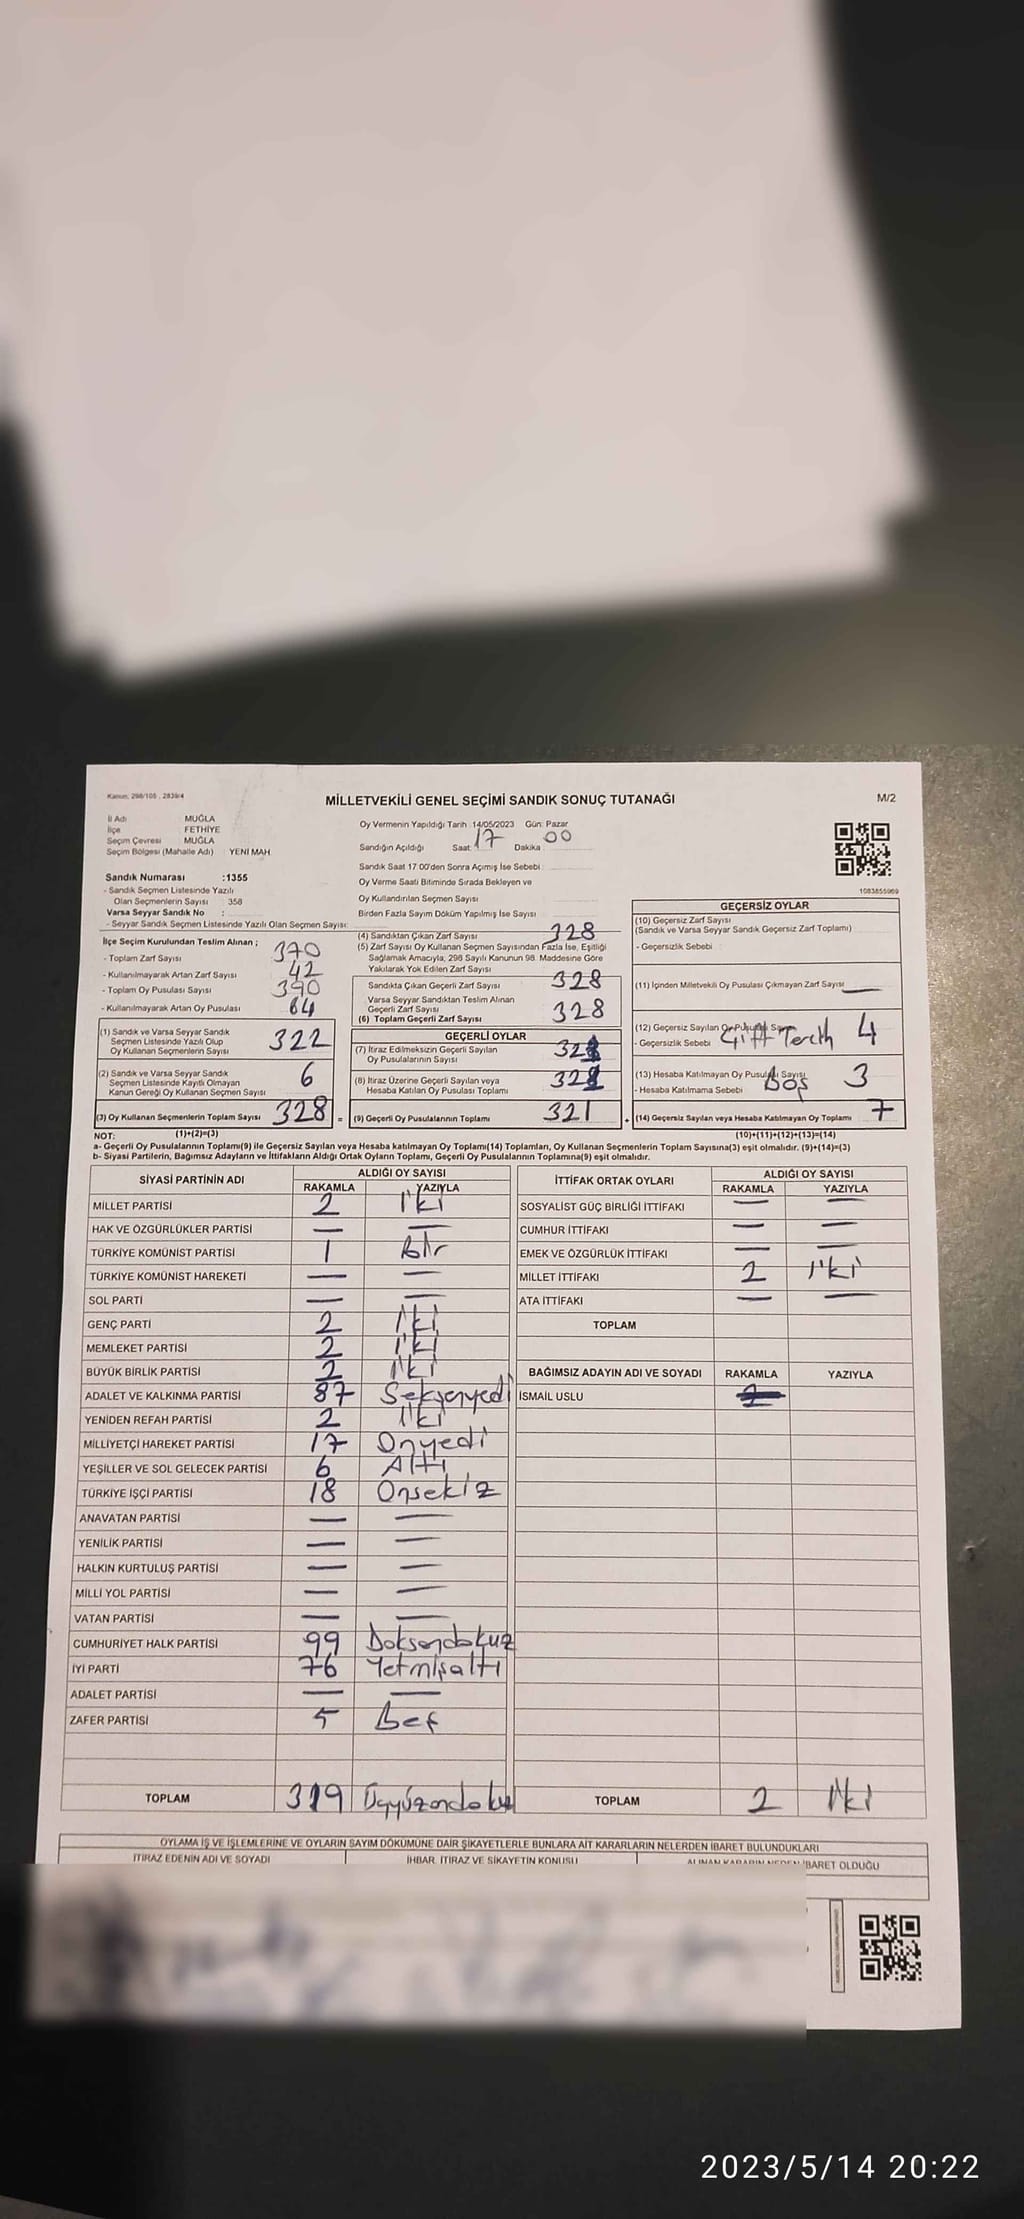 Kanun: 298/105 , 2839/4
MİLLETVEKİLİ GENEL SEÇİMİ SANDIK SONUÇ TUTANAĞI
M/2
İl Adı MUĞLA
İlçe FETHİYE
Seçim Çevresi MUĞLA
Seçim Bölgesi (Mahalle Adı) YENİ MAH.
Sandık Numarası :1355
- Sandık Seçmen Listesinde Yazılı
Olan Seçmenlerin Sayısı : 358
Varsa Seyyar Sandık No :
- Seyyar Sandık Seçmen Listesinde Yazılı Olan Seçmen Sayısı:
İlçe Seçim Kurulundan Teslim Alınan ;
- Toplam Zarf Sayısı 370
- Kullanılmayarak Artan Zarf Sayısı 42
- Toplam Oy Pusulası Sayısı 390
- Kullanılmayarak Artan Oy Pusulası 64
(1) Sandık ve Varsa Seyyar Sandık
Seçmen Listesinde Yazılı Olup
Oy Kullanan Seçmenlerin Sayısı 322
(2) Sandık ve Varsa Seyyar Sandık
Seçmen Listesinde Kayıtlı Olmayan
Kanun Gereği Oy Kullanan Seçmen Sayısı 6
(3) Oy Kullanan Seçmenlerin Toplam Sayısı 328 =
(1)+(2)=(3)
Oy Vermenin Yapıldığı Tarih :14/05/2023 Gün: Pazar
Sandığın Açıldığı Saat: 17 Dakika 00
Sandık Saat 17:00'den Sonra Açımış İse Sebebi :
Oy Verme Saati Bitiminde Sırada Bekleyen ve
Oy Kullandırılan Seçmen Sayısı
Birden Fazla Sayım Döküm Yapılmış İse Sayısı
(4) Sandıktan Çıkan Zarf Sayısı 328
(5) Zarf Sayısı Oy Kullanan Seçmen Sayısından Fazla İse, Eşitliği
Sağlamak Amacıyla, 298 Sayılı Kanunun 98. Maddesine Göre
Yakılarak Yok Edilen Zarf Sayısı
Sandıkta Çıkan Geçerli Zarf Sayısı 328
Varsa Seyyar Sandıktan Teslim Alınan
Geçerli Zarf Sayısı
(6) Toplam Geçerli Zarf Sayısı 328
GEÇERLİ OYLAR
(7) İtiraz Edilmeksizin Geçerli Sayılan
Oy Pusulalarının Sayısı 321
(8) İtiraz Üzerine Geçerli Sayılan veya
Hesaba Katılan Oy Pusulası Toplamı 321
(9) Geçerli Oy Pusulalarının Toplamı 321 +
1083855969
GEÇERSİZ OYLAR
(10) Geçersiz Zarf Sayısı
(Sandık ve Varsa Seyyar Sandık Geçersiz Zarf Toplamı)
- Geçersizlik Sebebi :
(11) İçinden Milletvekili Oy Pusulası Çıkmayan Zarf Sayısı —
(12) Geçersiz Sayılan Oy Pusulası Sayısı
- Geçersizlik Sebebi Çift Tercih 4
(13) Hesaba Katılmayan Oy Pusulası Sayısı
- Hesaba Katılmama Sebebi Boş 3
(14) Geçersiz Sayılan veya Hesaba Katılmayan Oy Toplamı 7
(10)+(11)+(12)+(13)=(14)
NOT:
a- Geçerli Oy Pusulalarının Toplamı(9) ile Geçersiz Sayılan veya Hesaba katılmayan Oy Toplamı(14) Toplamları, Oy Kullanan Seçmenlerin Toplam Sayısına(3) eşit olmalıdır. (9)+(14)=(3)
b- Siyasi Partilerin, Bağımsız Adayların ve İttifakların Aldığı Ortak Oyların Toplamı, Geçerli Oy Pusulalarının Toplamına(9) eşit olmalıdır.
SİYASİ PARTİNİN ADI ALDIĞI OY SAYISI
RAKAMLA YAZIYLA
MİLLET PARTİSİ 2 İki
HAK VE ÖZGÜRLÜKLER PARTİSİ — —
TÜRKİYE KOMÜNİST PARTİSİ 1 Bir
TÜRKİYE KOMÜNİST HAREKETİ — —
SOL PARTİ — —
GENÇ PARTİ 2 İki
MEMLEKET PARTİSİ 2 İki
BÜYÜK BİRLİK PARTİSİ 2 İki
ADALET VE KALKINMA PARTİSİ 87 Seksenyedi
YENİDEN REFAH PARTİSİ 2 İki
MİLLİYETÇİ HAREKET PARTİSİ 17 Onyedi
YEŞİLLER VE SOL GELECEK PARTİSİ 6 Altı
TÜRKİYE İŞÇİ PARTİSİ 18 Onsekiz
ANAVATAN PARTİSİ — —
YENİLİK PARTİSİ — —
HALKIN KURTULUŞ PARTİSİ — —
MİLLİ YOL PARTİSİ — —
VATAN PARTİSİ — —
CUMHURİYET HALK PARTİSİ 99 Doksandokuz
İYİ PARTİ 76 Yetmişaltı
ADALET PARTİSİ — —
ZAFER PARTİSİ 5 Beş
TOPLAM 319
İTTİFAK ORTAK OYLARI ALDIĞI OY SAYISI
RAKAMLA YAZIYLA
SOSYALİST GÜÇ BİRLİĞİ İTTİFAKI — —
CUMHUR İTTİFAKI — —
EMEK VE ÖZGÜRLÜK İTTİFAKI — —
MİLLET İTTİFAKI 2 İki
ATA İTTİFAKI — —
TOPLAM
BAĞIMSIZ ADAYIN ADI VE SOYADI RAKAMLA YAZIYLA
İSMAİL USLU
TOPLAM 2 İki
OYLAMA İŞ VE İŞLEMLERİNE VE OYLARIN SAYIM DÖKÜMÜNE DAİR ŞİKAYETLERLE BUNLARA AİT KARARLARIN NELERDEN İBARET BULUNDUKLARI
İTİRAZ EDENİN ADI VE SOYADI İHBAR, İTİRAZ VE ŞİKAYETİN KONUSU ALINAN KARARIN NEDEN İBARET OLDUĞU
2023/5/14 20:22